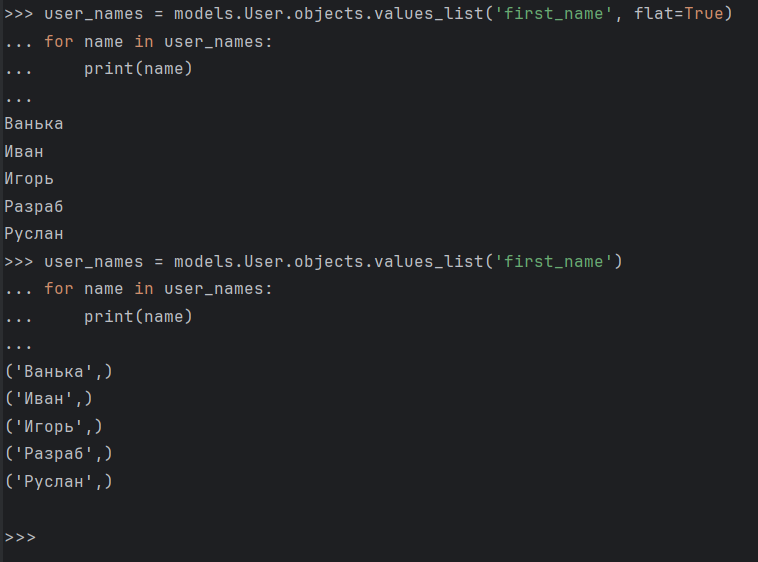 >>> user_names = models.User.objects.values_list('first_name', flat=True)
... for name in user_names:
...     print(name)
...
Ванька
Иван
Игорь
Разраб
Руслан
>>> user_names = models.User.objects.values_list('first_name')
... for name in user_names:
...     print(name)
...
('Ванька',)
('Иван',)
('Игорь',)
('Разраб',)
('Руслан',)
>>>